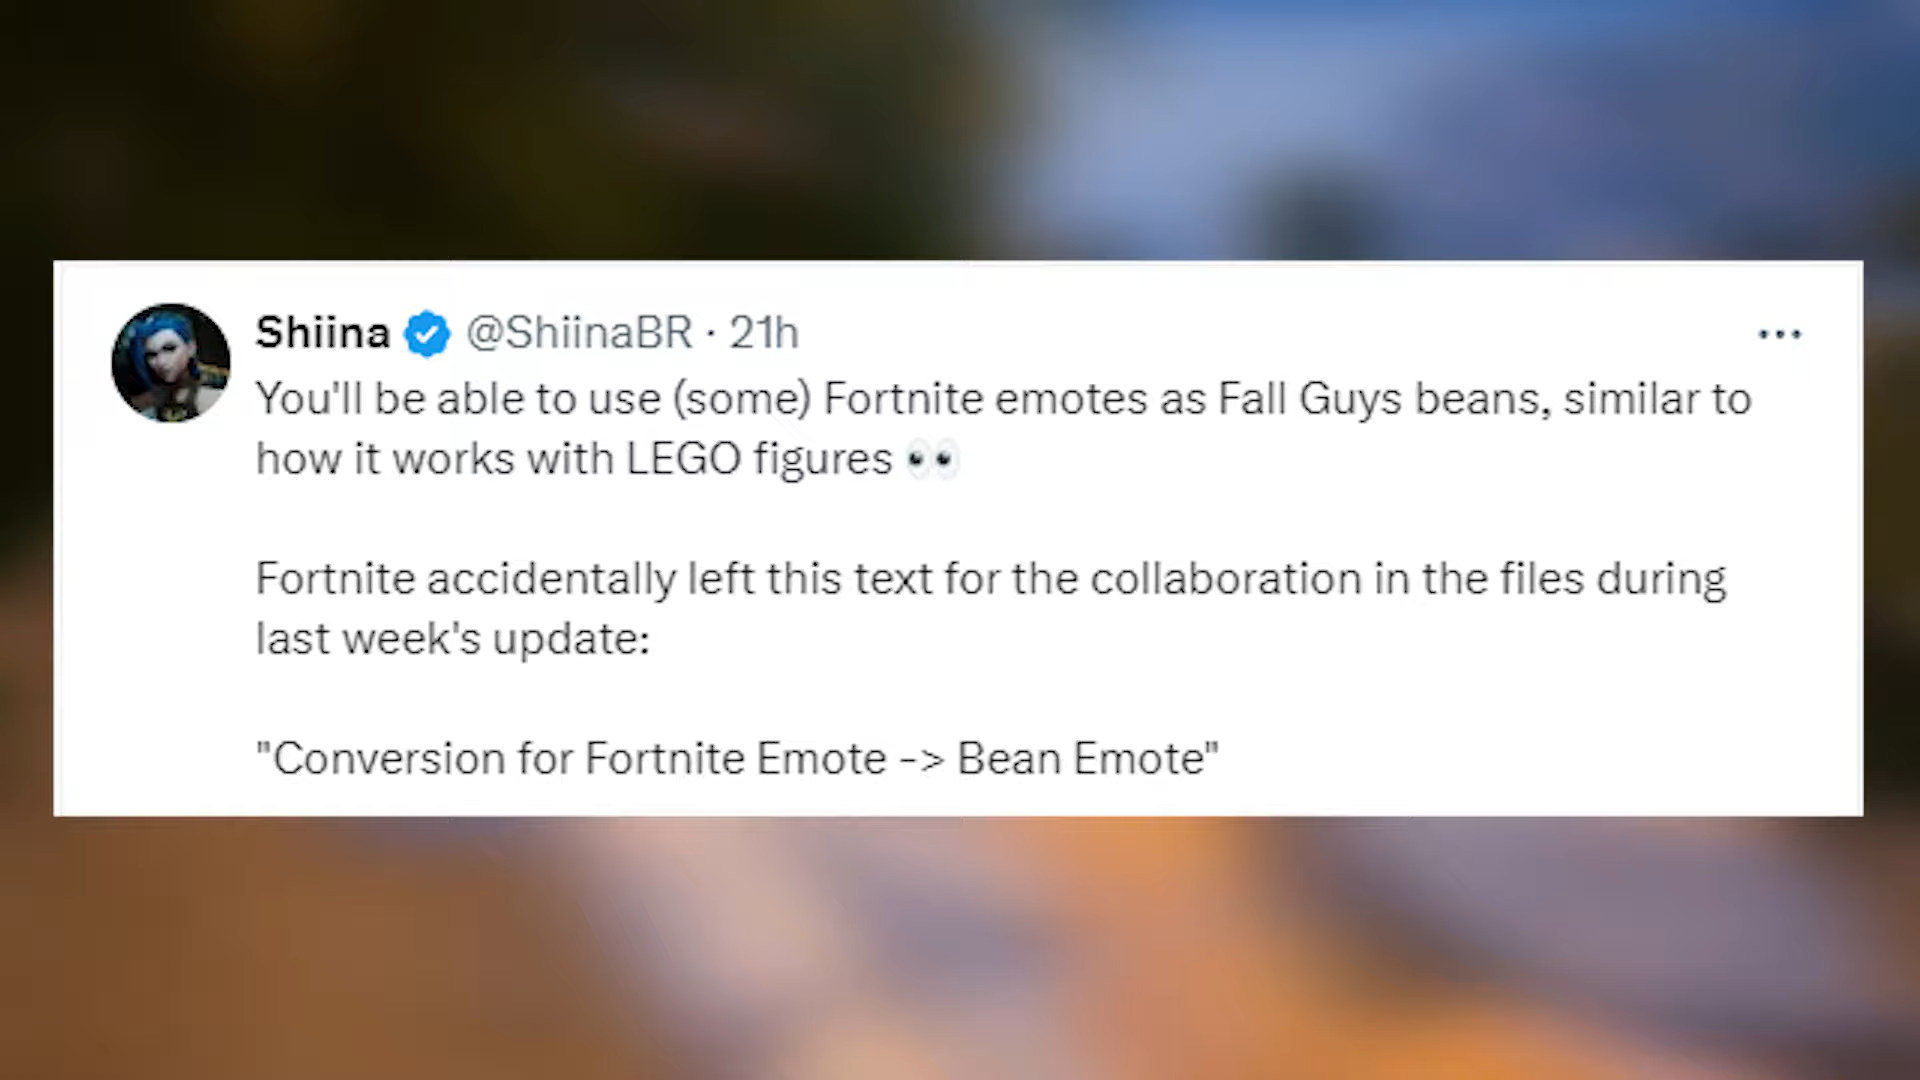 Shiina @ShiinaBR · 21h
You'll be able to use (some) Fortnite emotes as Fall Guys beans, similar to
how it works with LEGO figures 👀
Fortnite accidentally left this text for the collaboration in the files during
last week's update:
"Conversion for Fortnite Emote -> Bean Emote"